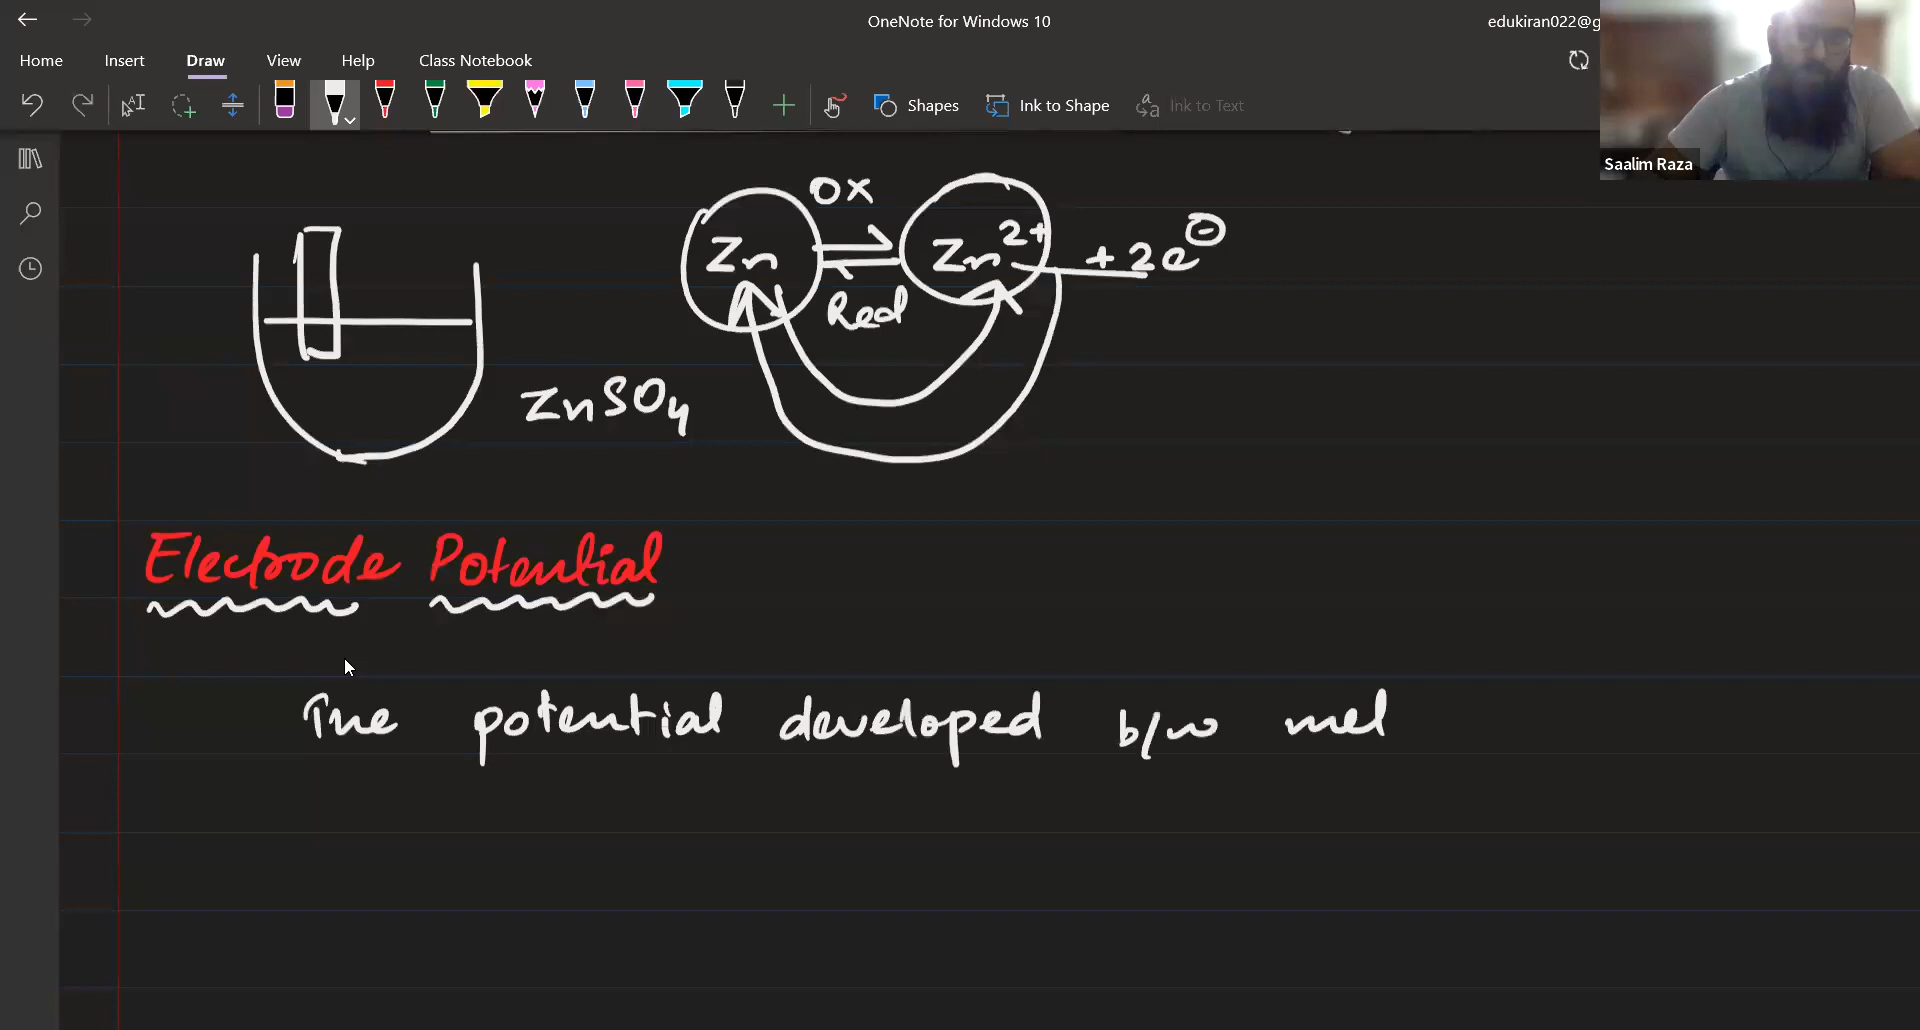 OneNote for Windows 10
edukiran022@g
Home Insert Draw View Help Class Notebook
Shapes Ink to Shape Ink to Text
Saalim Raza
Ox
Zn ⇌ Zn²⁺ + 2e⊖
Red
ZnSO₄
Electrode Potential
The potential developed b/w mel